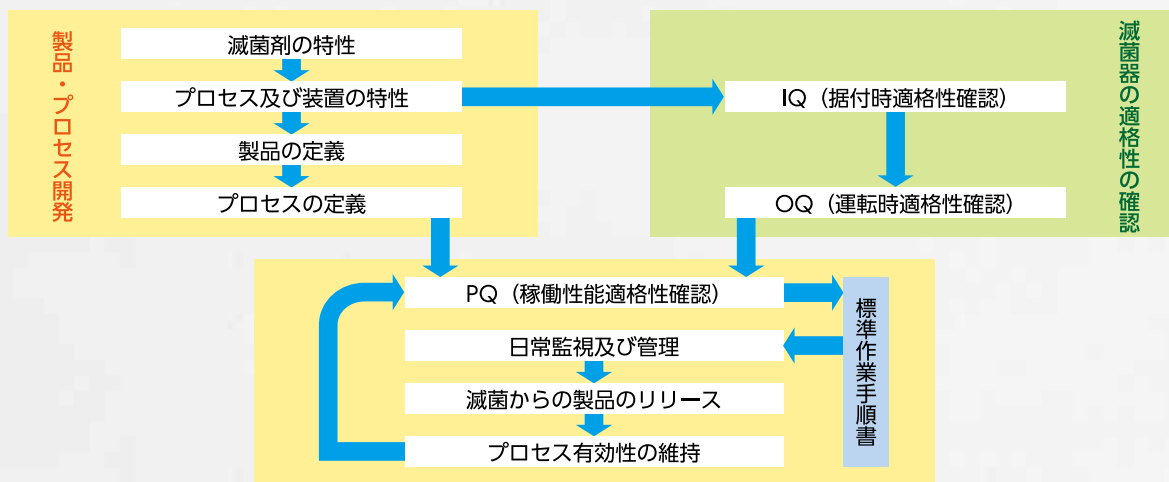 製品・プロセス開発
滅菌剤の特性
プロセス及び装置の特性
製品の定義
プロセスの定義
滅菌器の適格性の確認
IQ（据付時適格性確認）
OQ（運転時適格性確認）
PQ（稼働性能適格性確認）
標準作業手順書
日常監視及び管理
滅菌からの製品のリリース
プロセス有効性の維持